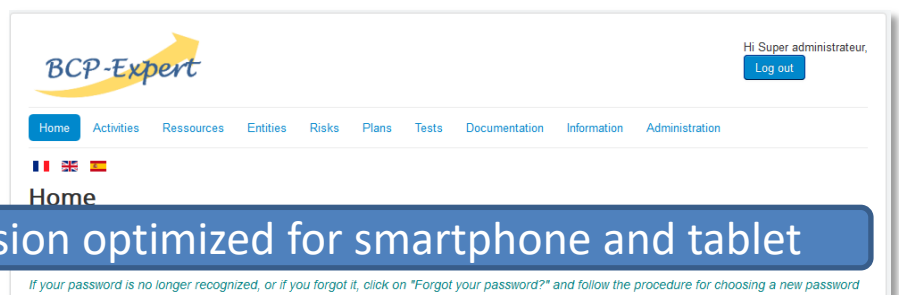 BCP-Expert
Hi Super administrateur,
Log out
Home Activities Ressources Entities Risks Plans Tests Documentation Information Administration
Home
sion optimized for smartphone and tablet
If your password is no longer recognized, or if you forgot it, click on "Forgot your password?" and follow the procedure for choosing a new password